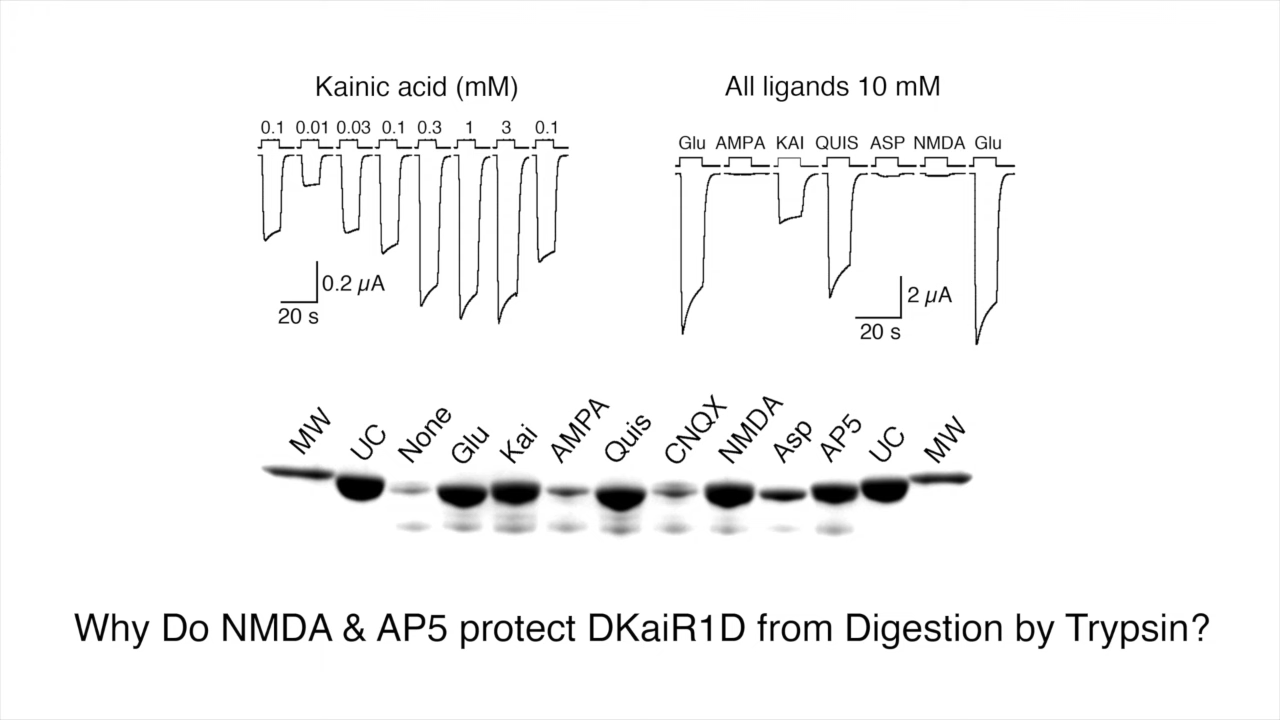 Kainic acid (mM)
0.1 0.01 0.03 0.1 0.3 1 3 0.1
0.2 µA
20 s
All ligands 10 mM
Glu AMPA KAI QUIS ASP NMDA Glu
2 µA
20 s
MW UC None Glu Kai AMPA Quis CNQX NMDA Asp AP5 UC MW
Why Do NMDA & AP5 protect DKaiR1D from Digestion by Trypsin?